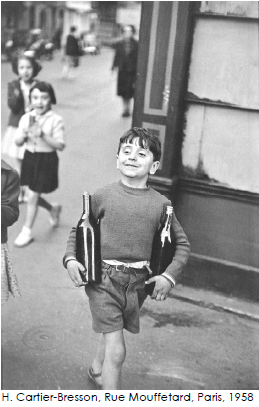 H. Cartier-Bresson, Rue Mouffetard, Paris, 1958